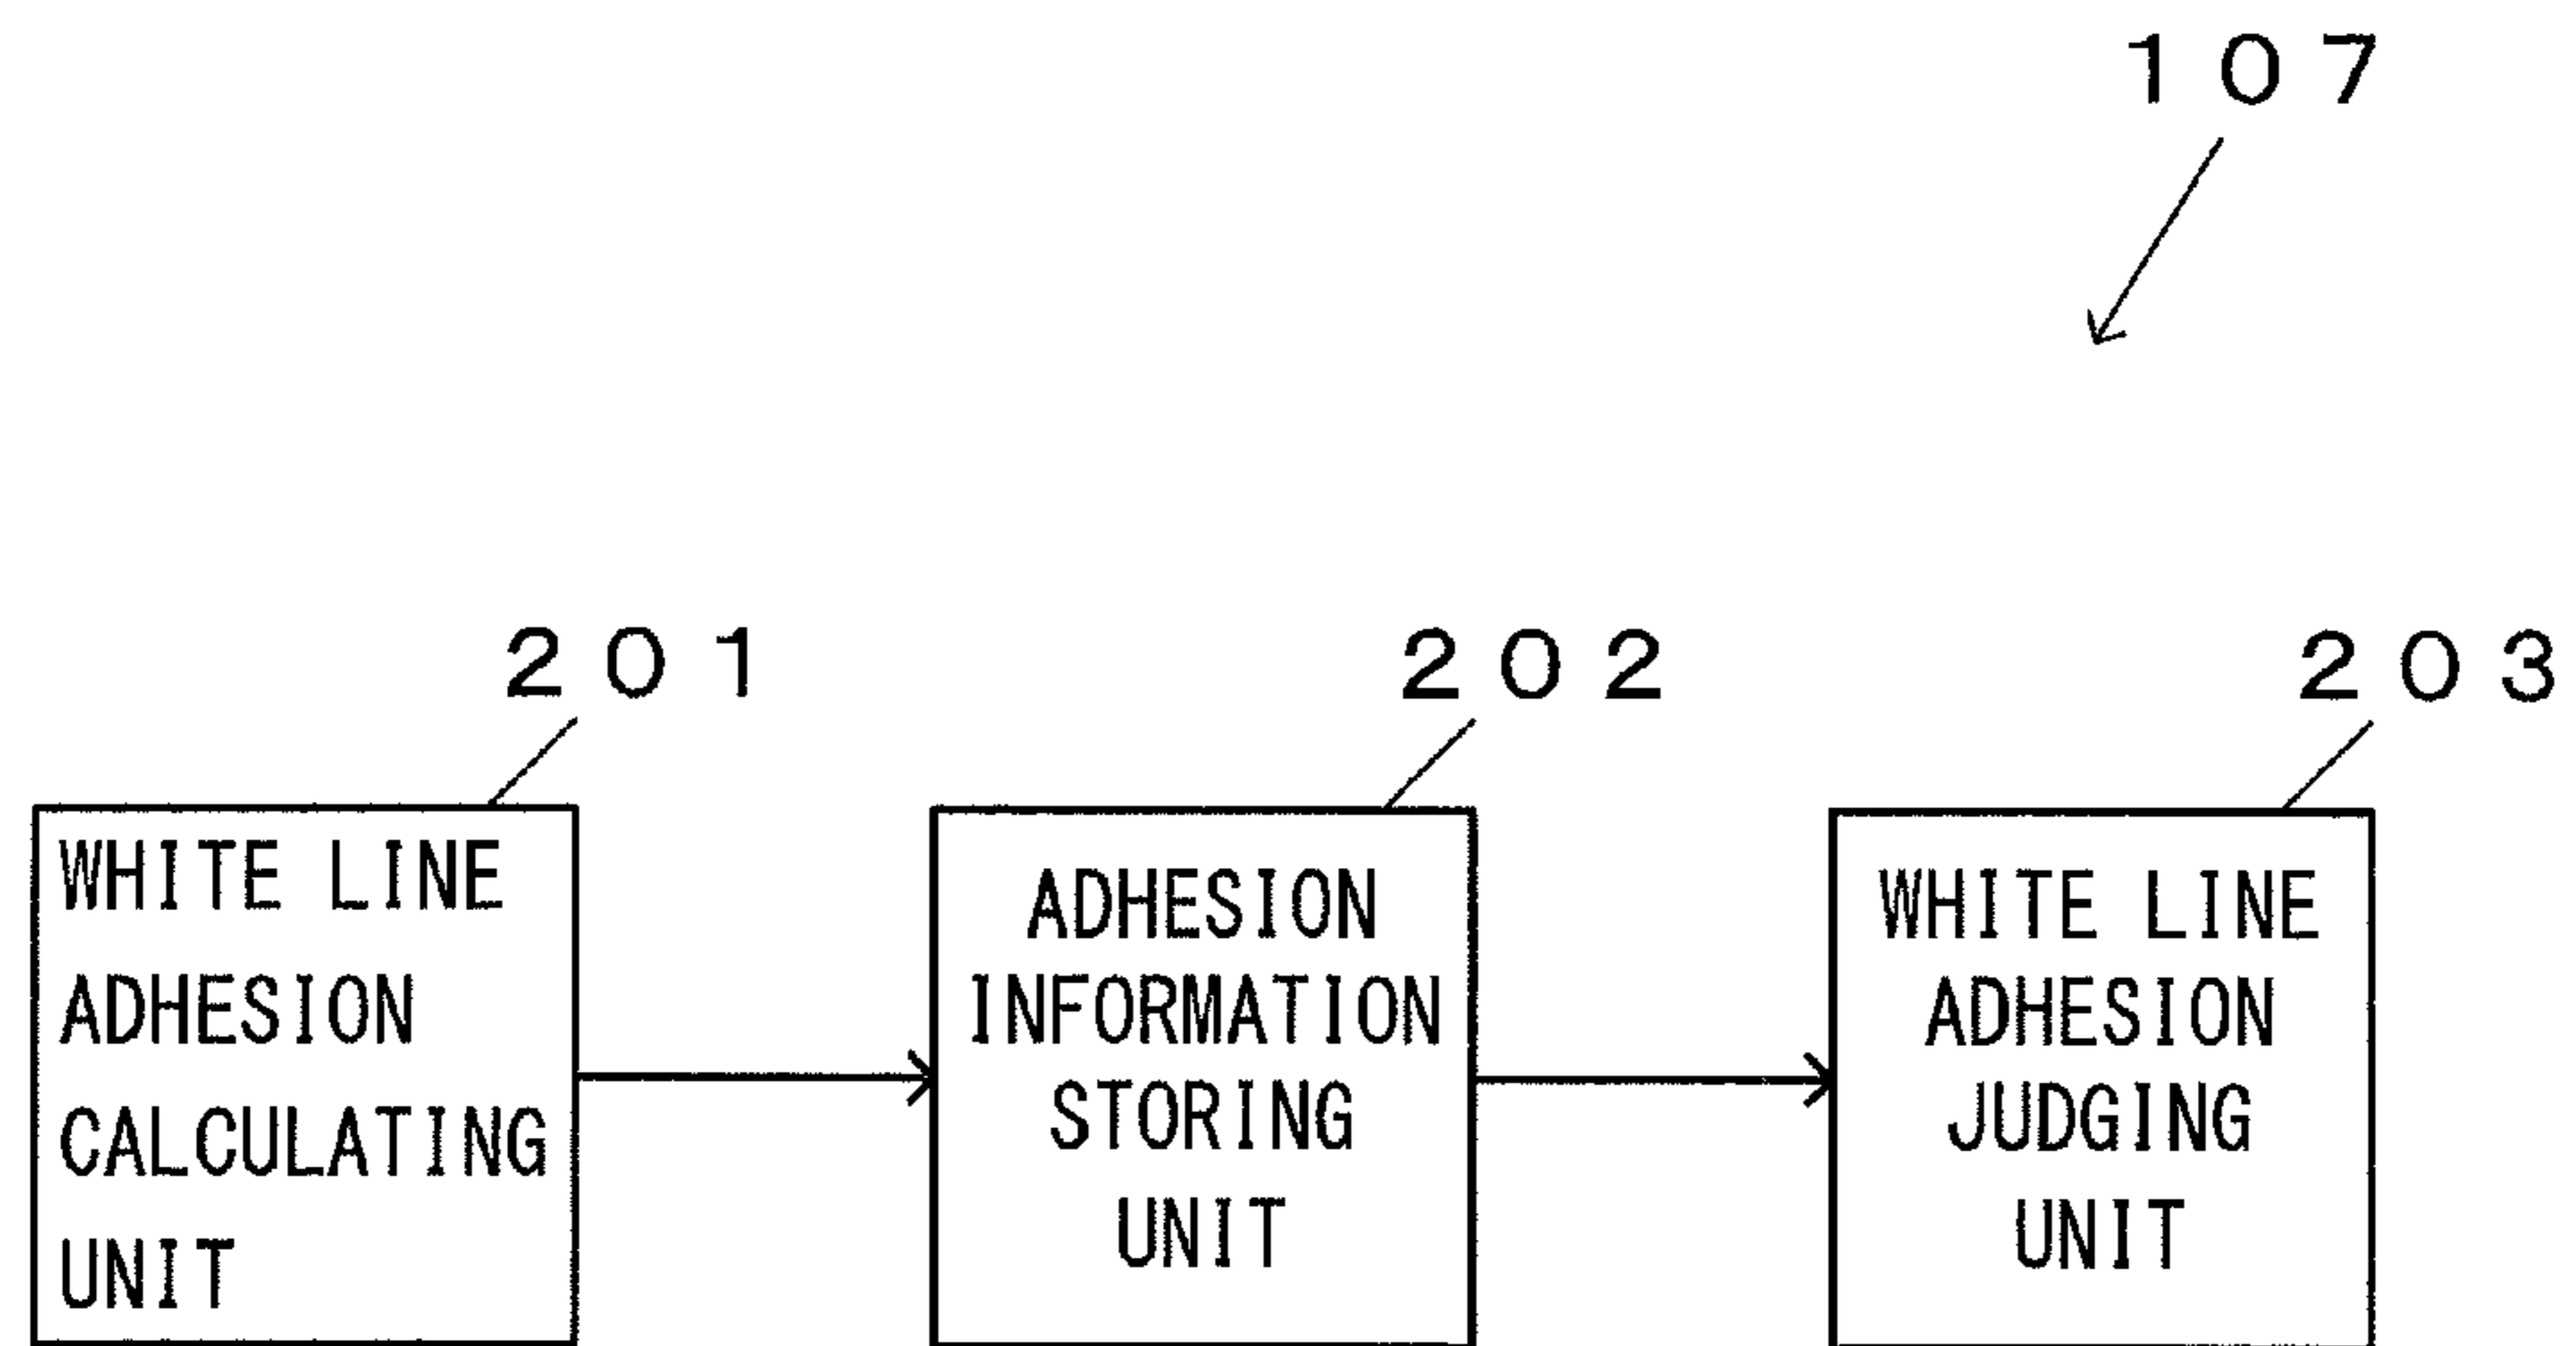 107
201
202
203
WHITE LINE
ADHESION
CALCULATING
UNIT
ADHESION
INFORMATION
STORING
UNIT
WHITE LINE
ADHESION
JUDGING
UNIT